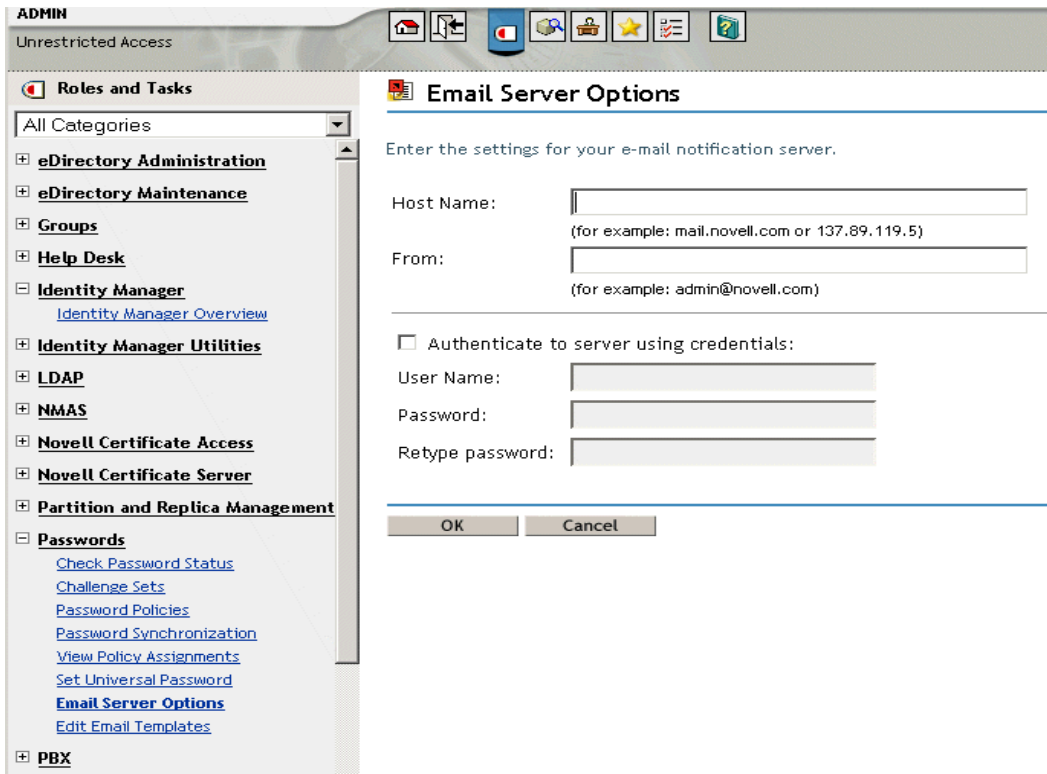 ADMIN
Unrestricted Access
Roles and Tasks
All Categories
eDirectory Administration
eDirectory Maintenance
Groups
Help Desk
Identity Manager
Identity Manager Overview
Identity Manager Utilities
LDAP
NMAS
Novell Certificate Access
Novell Certificate Server
Partition and Replica Management
Passwords
Check Password Status
Challenge Sets
Password Policies
Password Synchronization
View Policy Assignments
Set Universal Password
Email Server Options
Edit Email Templates
PBX
Email Server Options
Enter the settings for your e-mail notification server.
Host Name:
(for example: mail.novell.com or 137.89.119.5)
From:
(for example: admin@novell.com)
Authenticate to server using credentials:
User Name:
Password:
Retype password:
OK Cancel